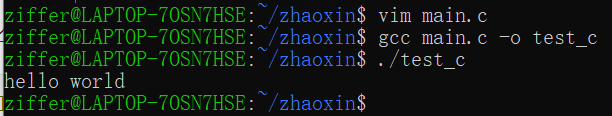 ziffer@LAPTOP-7OSN7HSE:~/zhaoxin$ vim main.c
ziffer@LAPTOP-7OSN7HSE:~/zhaoxin$ gcc main.c -o test_c
ziffer@LAPTOP-7OSN7HSE:~/zhaoxin$ ./test_c
hello world
ziffer@LAPTOP-7OSN7HSE:~/zhaoxin$